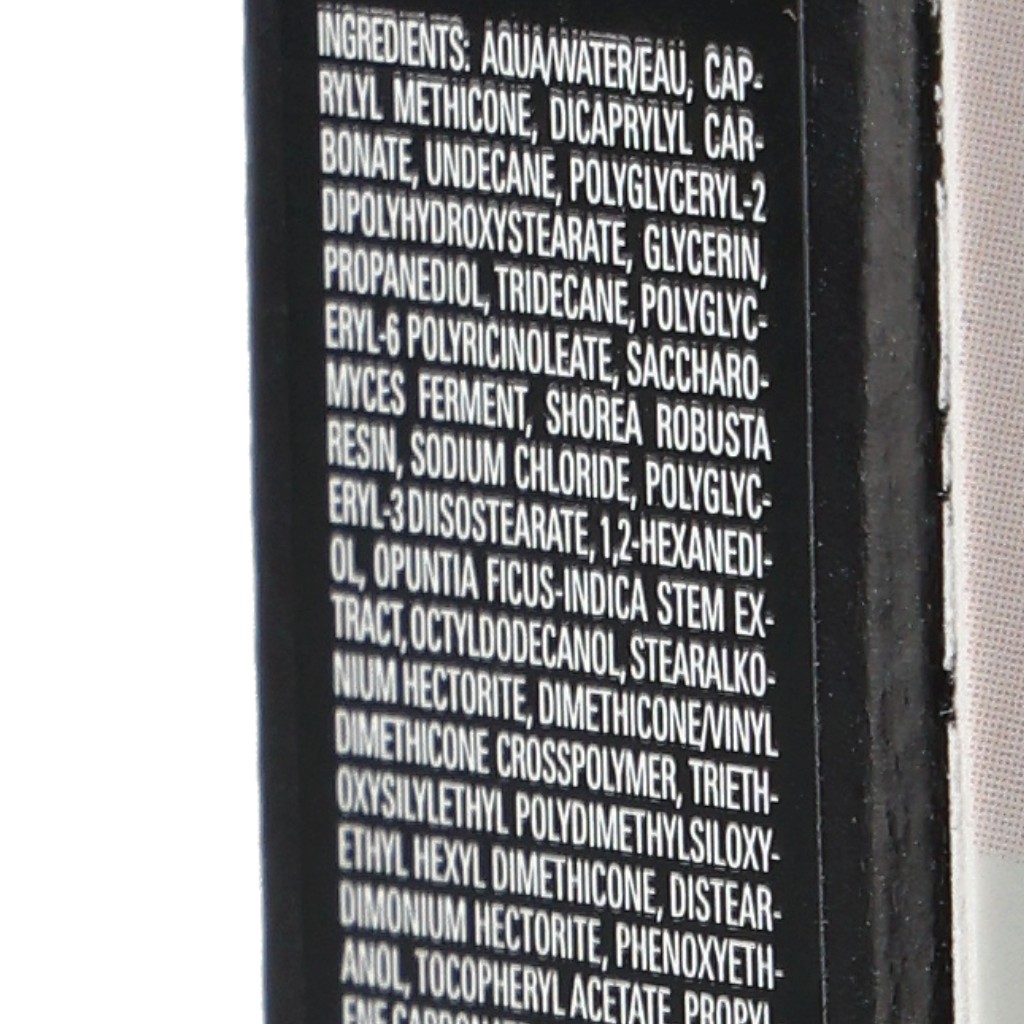 INGREDIENTS: AQUA/WATER/EAU, CAP-
RYLYL METHICONE, DICAPRYLYL CAR-
BONATE, UNDECANE, POLYGLYCERYL-2
DIPOLYHYDROXYSTEARATE, GLYCERIN,
PROPANEDIOL, TRIDECANE, POLYGLYC-
ERYL-6 POLYRICINOLEATE, SACCHARO-
MYCES FERMENT, SHOREA ROBUSTA
RESIN, SODIUM CHLORIDE, POLYGLYC-
ERYL-3 DIISOSTEARATE, 1,2-HEXANEDI-
OL, OPUNTIA FICUS-INDICA STEM EX-
TRACT, OCTYLDODECANOL, STEARALKO-
NIUM HECTORITE, DIMETHICONE/VINYL
DIMETHICONE CROSSPOLYMER, TRIETH-
OXYSILYLETHYL POLYDIMETHYLSILOXY-
ETHYL HEXYL DIMETHICONE, DISTEAR-
DIMONIUM HECTORITE, PHENOXYETH-
ANOL, TOCOPHERYL ACETATE, PROPYL